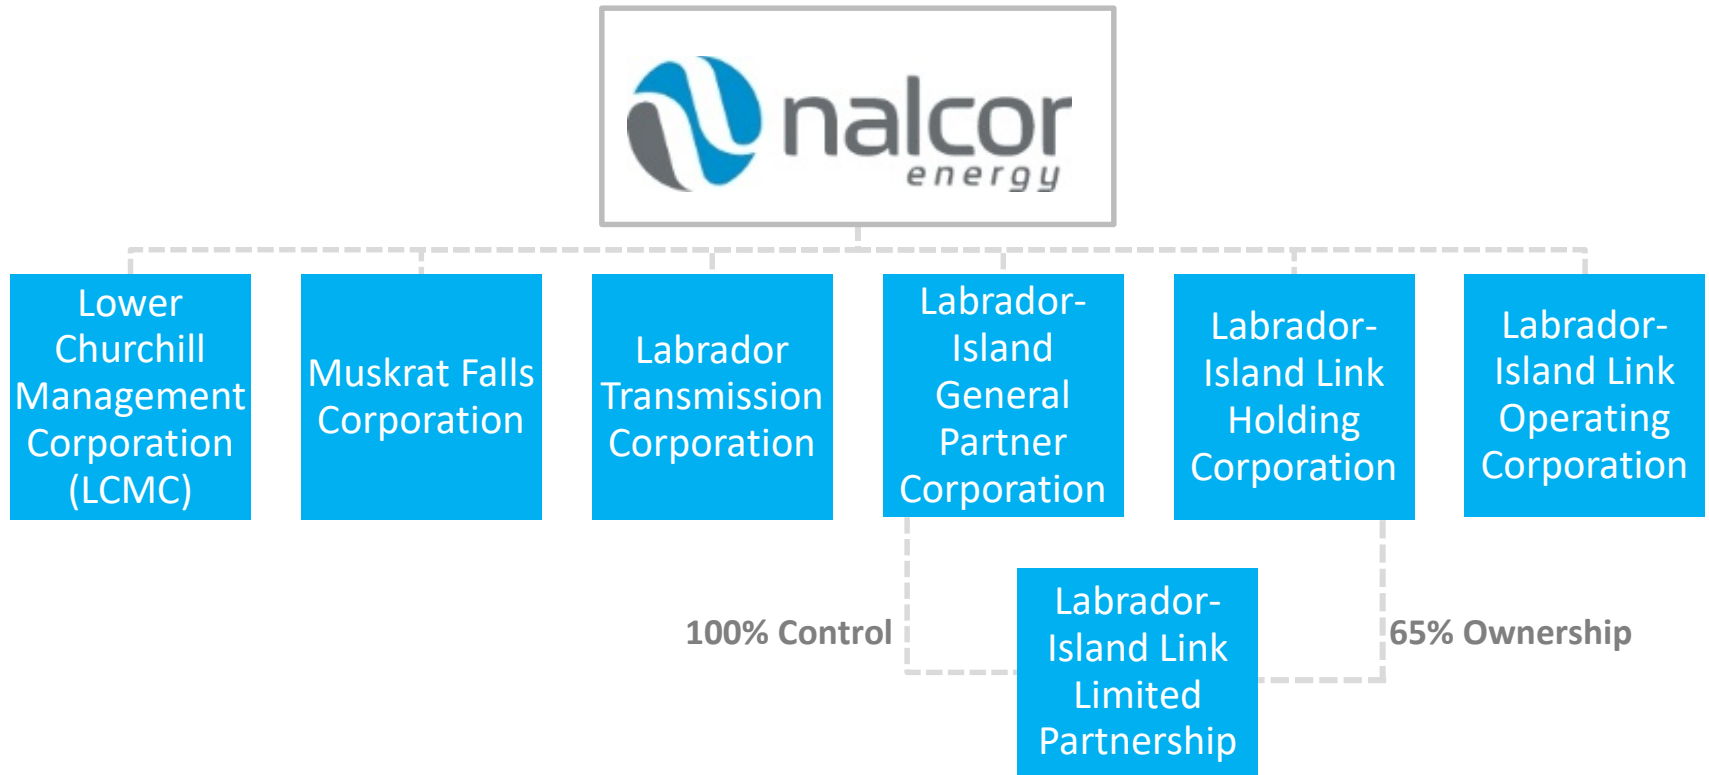 nalcor
energy
Lower
Churchill
Management
Corporation
(LCMC)
Muskrat Falls
Corporation
Labrador
Transmission
Corporation
Labrador-
Island
General
Partner
Corporation
Labrador-
Island Link
Holding
Corporation
Labrador-
Island Link
Operating
Corporation
100% Control
Labrador-
Island Link
Limited
Partnership
65% Ownership